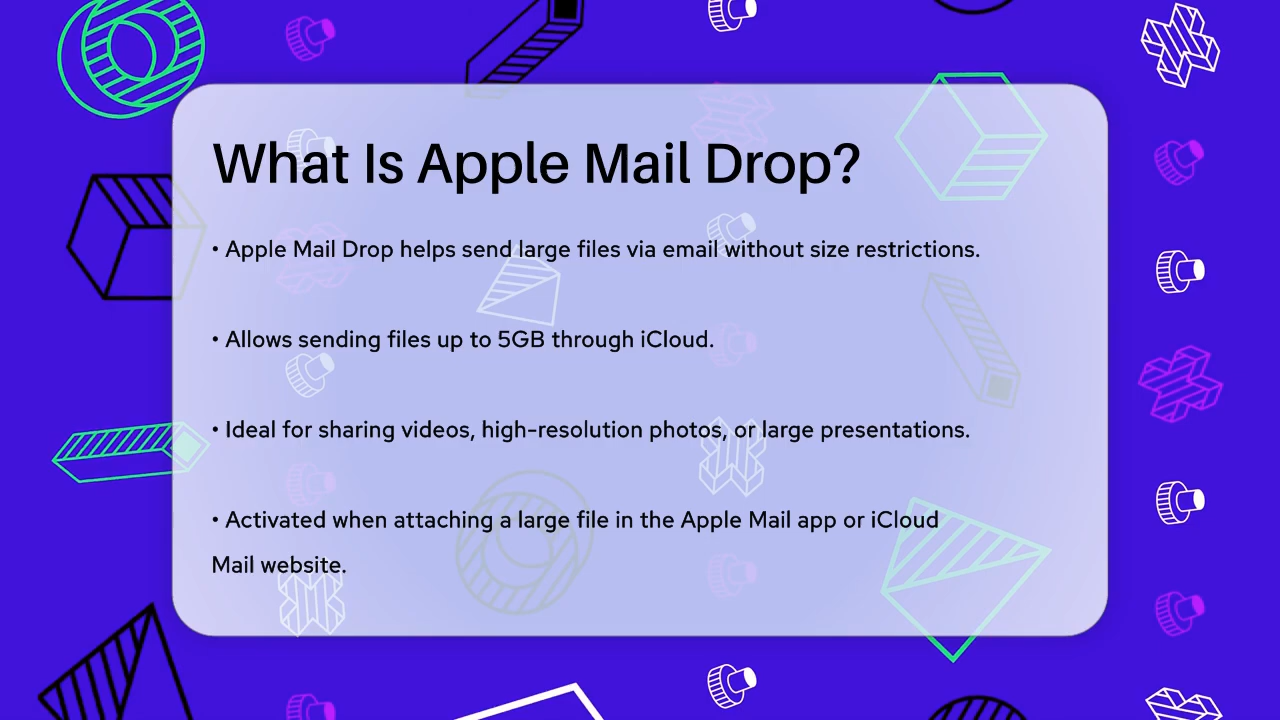 What Is Apple Mail Drop?
• Apple Mail Drop helps send large files via email without size restrictions.
• Allows sending files up to 5GB through iCloud.
• Ideal for sharing videos, high-resolution photos, or large presentations.
• Activated when attaching a large file in the Apple Mail app or iCloud
Mail website.